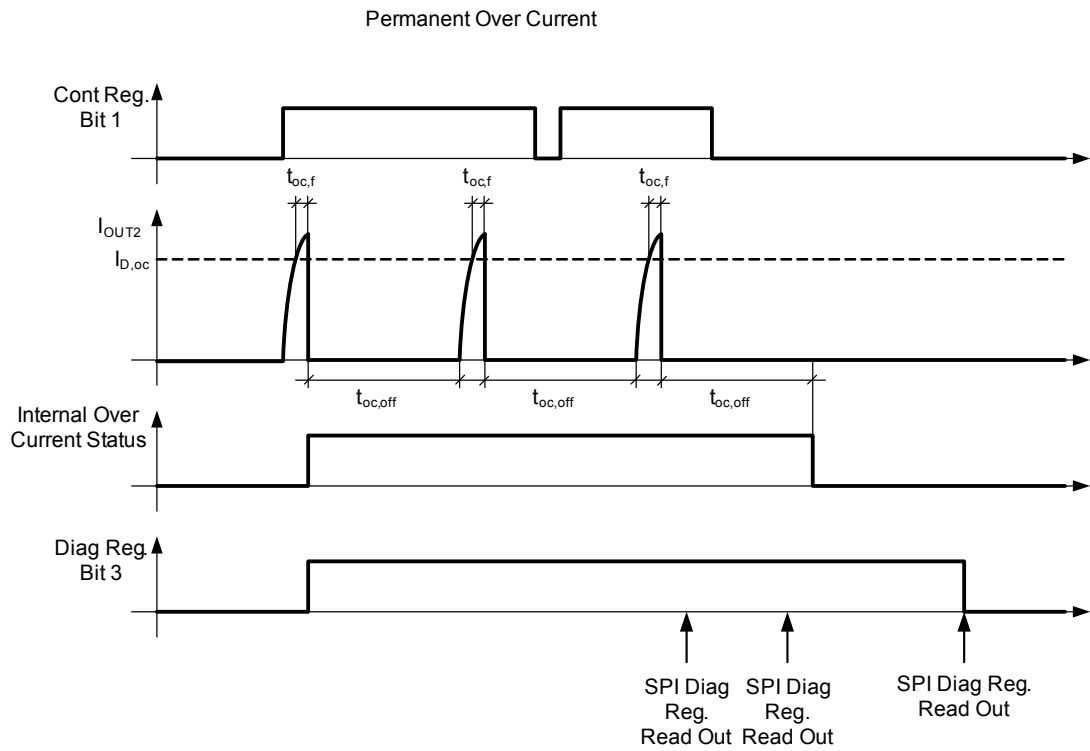 Permanent Over Current
Cont Reg.
Bit 1
toc,f
toc,f
toc,f
IOUT2
ID,oc
toc,off
toc,off
toc,off
Internal Over
Current Status
Diag Reg.
Bit 3
SPI Diag
Reg.
Read Out
SPI Diag
Reg.
Read Out
SPI Diag Reg.
Read Out